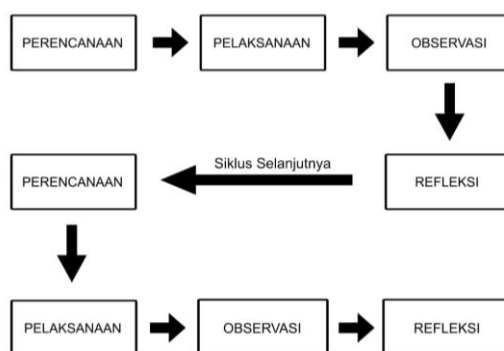 PERENCANAAN
PELAKSANAAN
OBSERVASI
REFLEKSI
Siklus Selanjutnya
PERENCANAAN
PELAKSANAAN
OBSERVASI
REFLEKSI